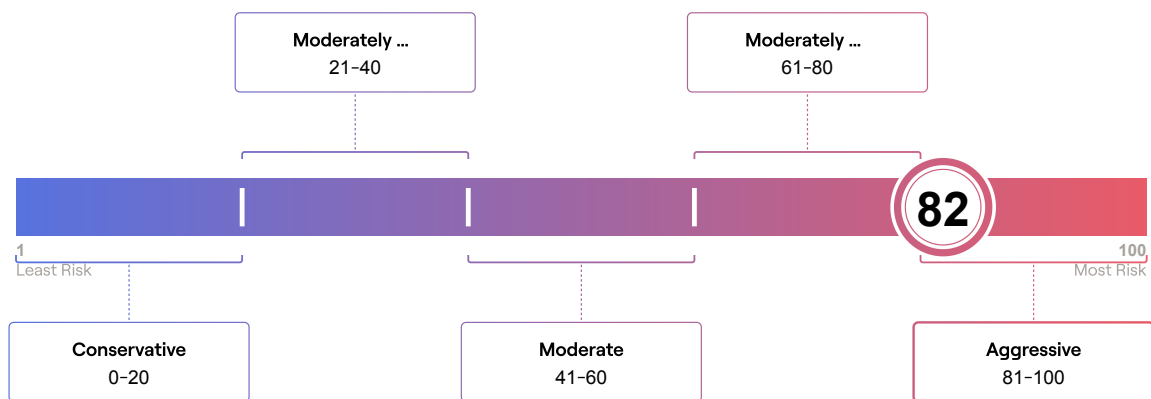 Moderately ...
21-40
Moderately ...
61-80
82
1
Least Risk
100
Most Risk
Conservative
0-20
Moderate
41-60
Aggressive
81-100